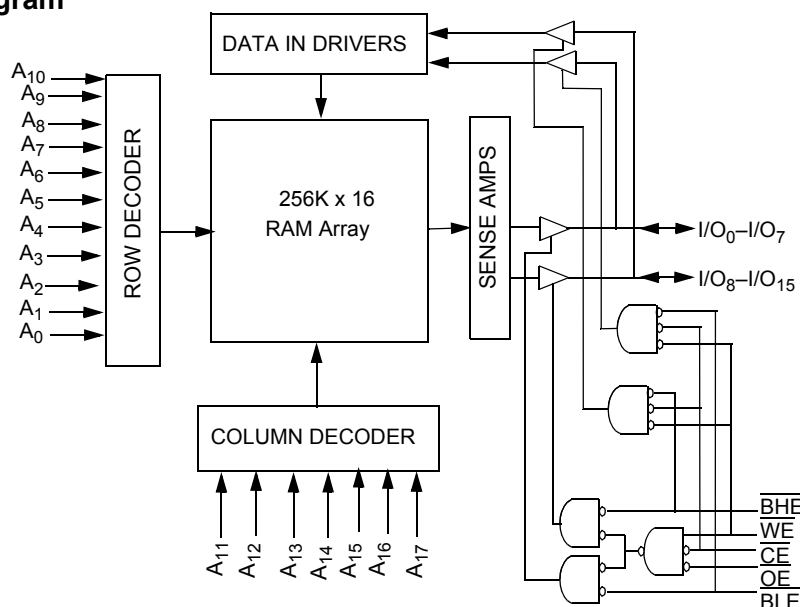 gram
DATA IN DRIVERS
A10
A9
A8
A7
A6
A5
A4
A3
A2
A1
A0
ROW DECODER
256K x 16
RAM Array
SENSE AMPS
I/O0–I/O7
I/O8–I/O15
COLUMN DECODER
A11
A12
A13
A14
A15
A16
A17
BHE
WE
CE
OE
BLE